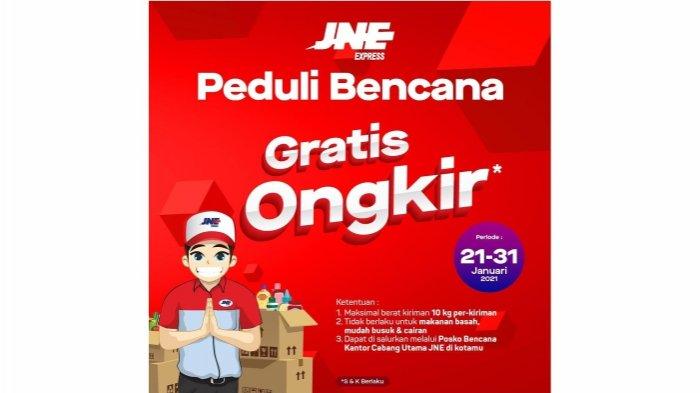 JNE
EXPRESS
Peduli Bencana
Gratis
Ongkir*
Periode :
21-31
Januari
2021
JNE
JNE
Ketentuan :
1. Maksimal berat kiriman 10 kg per-kiriman
2. Tidak berlaku untuk makanan basah,
mudah busuk & cairan
3. Dapat di salurkan melalui Posko Bencana
Kantor Cabang Utama JNE di kotamu
*S & K Berlaku